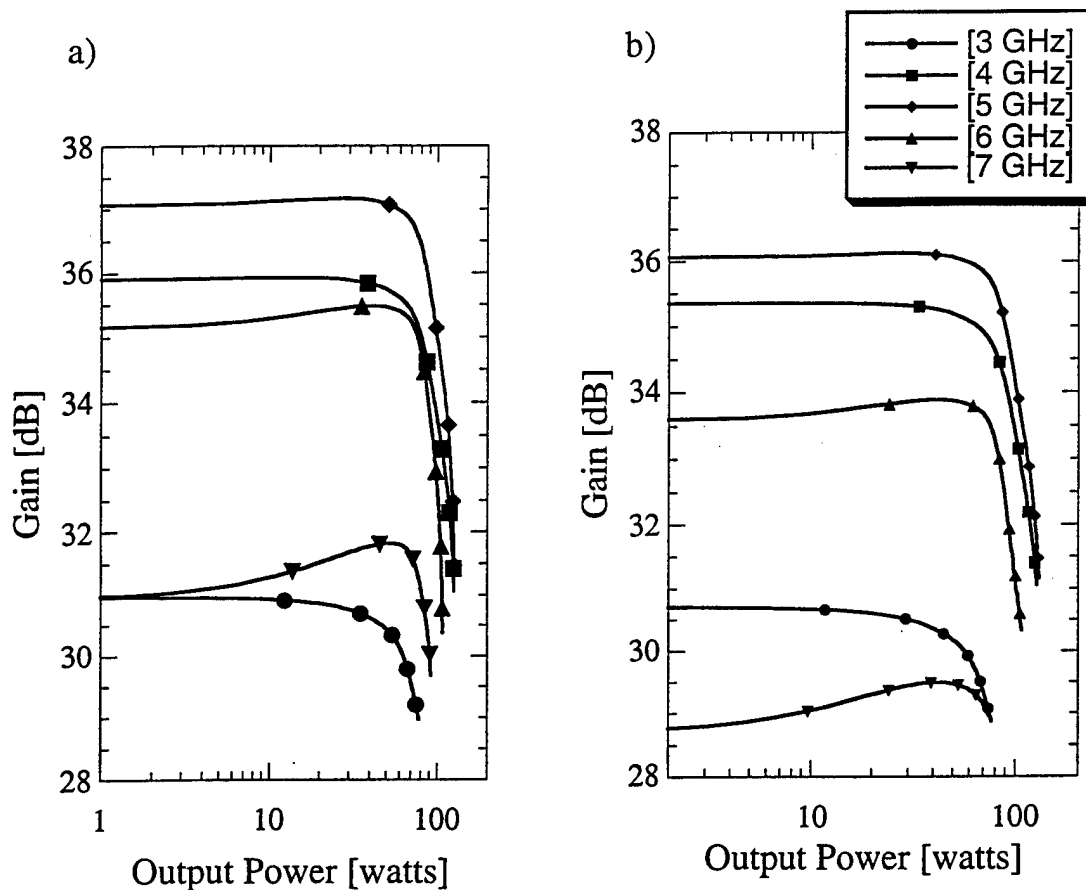 a)
38
36
34
32
30
28
Gain [dB]
1
10
100
Output Power [watts]
b)
[3 GHz]
[4 GHz]
[5 GHz]
[6 GHz]
[7 GHz]
38
36
34
32
30
28
Gain [dB]
10
100
Output Power [watts]